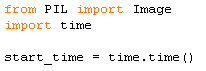 from PIL import Image
import time
start_time = time.time()